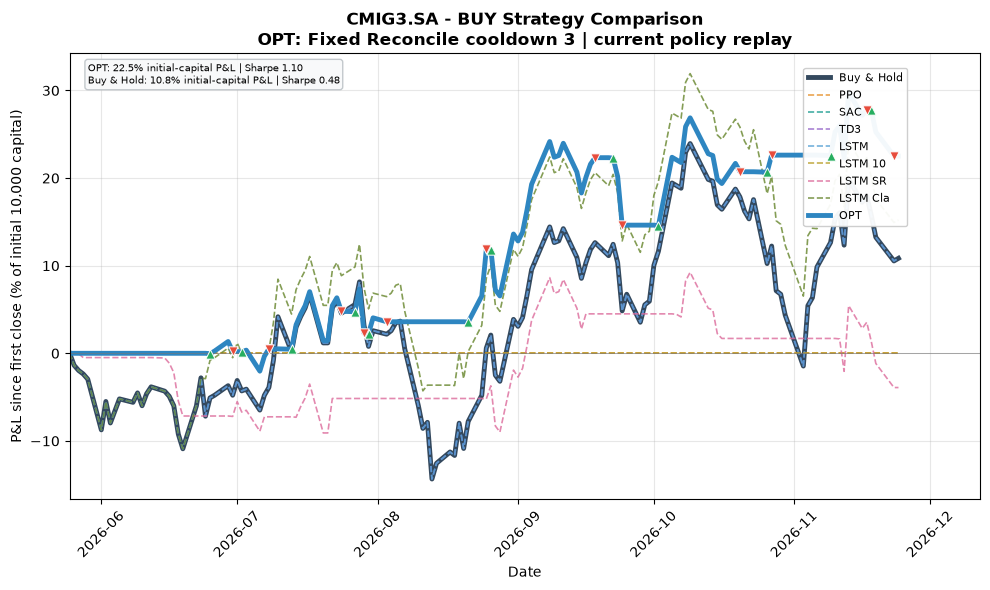 CMIG3.SA - BUY Strategy Comparison
OPT: Fixed Reconcile cooldown 3 | current policy replay
OPT: 22.5% initial-capital P&L | Sharpe 1.10
Buy & Hold: 10.8% initial-capital P&L | Sharpe 0.48
Buy & Hold
PPO
SAC
TD3
LSTM
LSTM 10
LSTM SR
LSTM Cla
OPT
P&L since first close (% of initial 10,000 capital)
30
20
10
0
−10
2026-06
2026-07
2026-08
2026-09
2026-10
2026-11
2026-12
Date